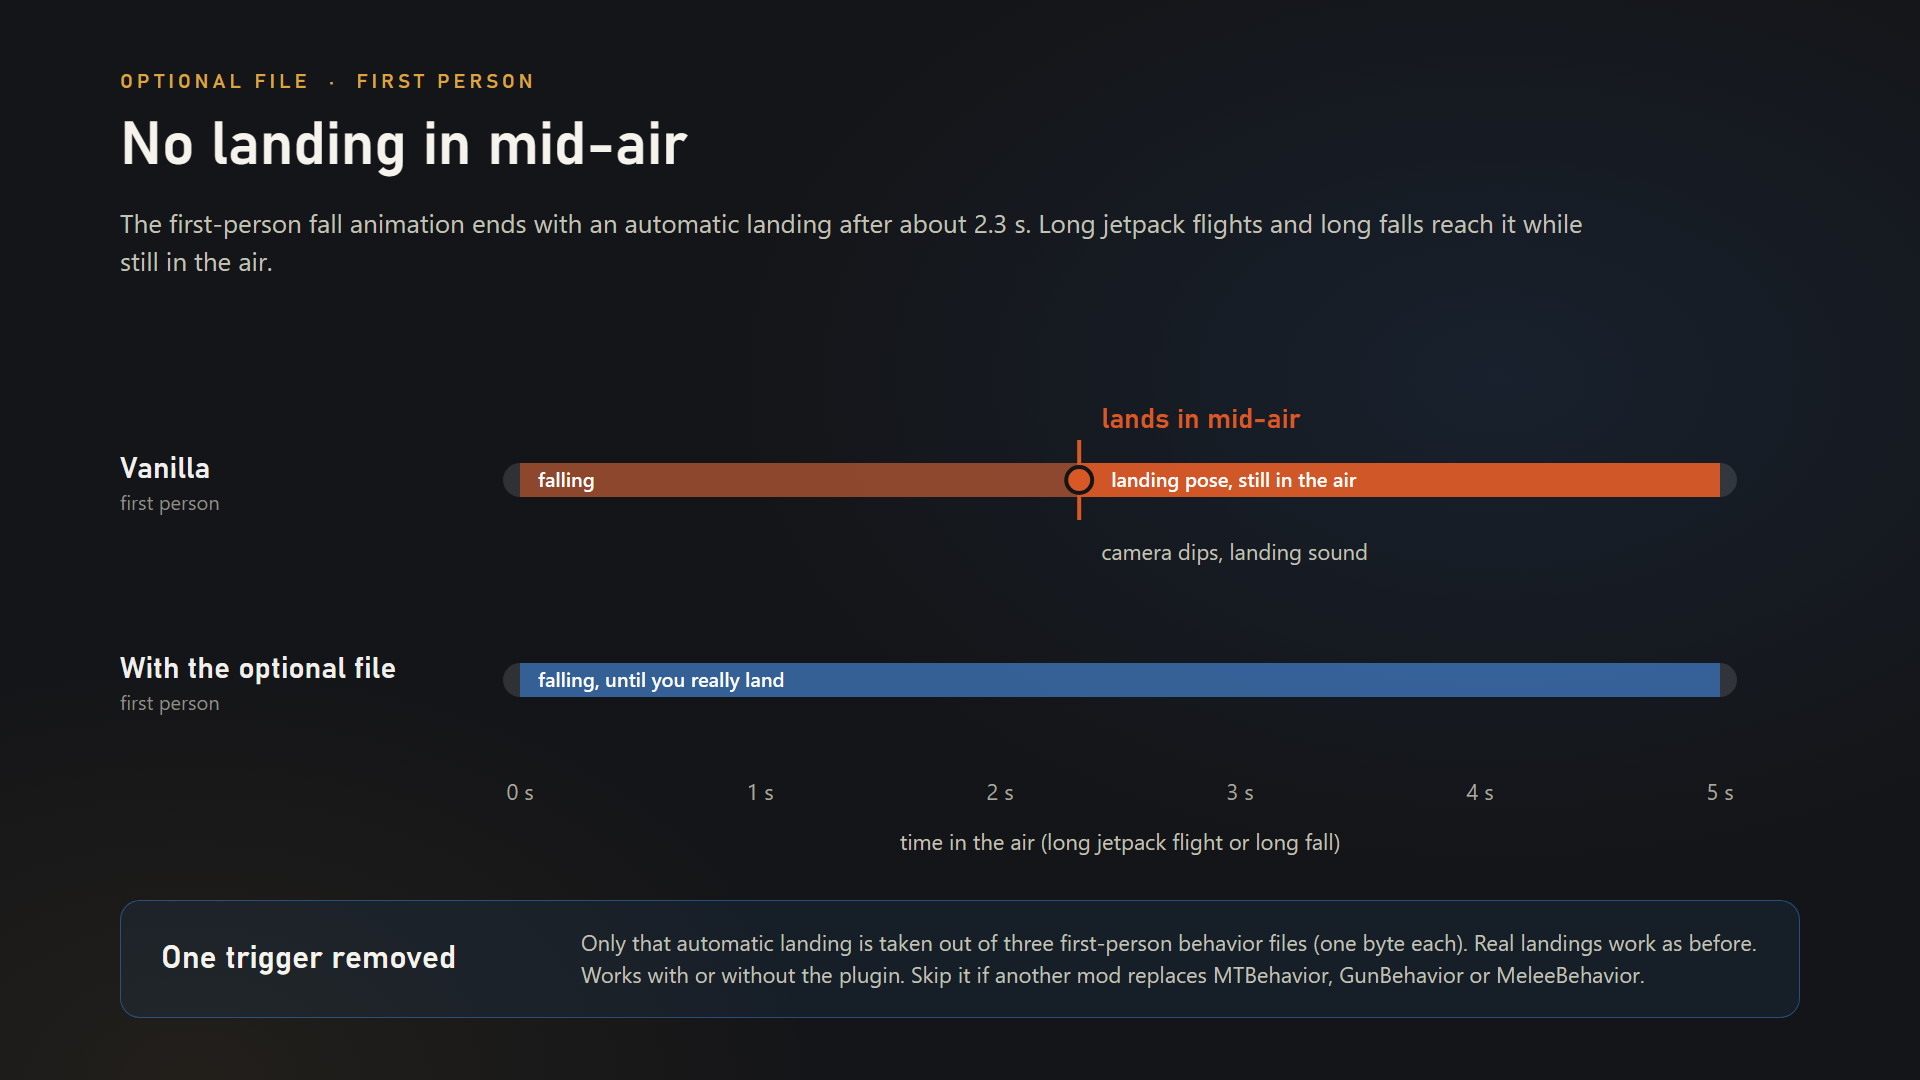 OPTIONAL FILE · FIRST PERSON
No landing in mid-air
The first-person fall animation ends with an automatic landing after about 2.3 s. Long jetpack flights and long falls reach it while
still in the air.
lands in mid-air
Vanilla
first person
falling
landing pose, still in the air
camera dips, landing sound
With the optional file
first person
falling, until you really land
0 s 1 s 2 s 3 s 4 s 5 s
time in the air (long jetpack flight or long fall)
One trigger removed
Only that automatic landing is taken out of three first-person behavior files (one byte each). Real landings work as before.
Works with or without the plugin. Skip it if another mod replaces MTBehavior, GunBehavior or MeleeBehavior.